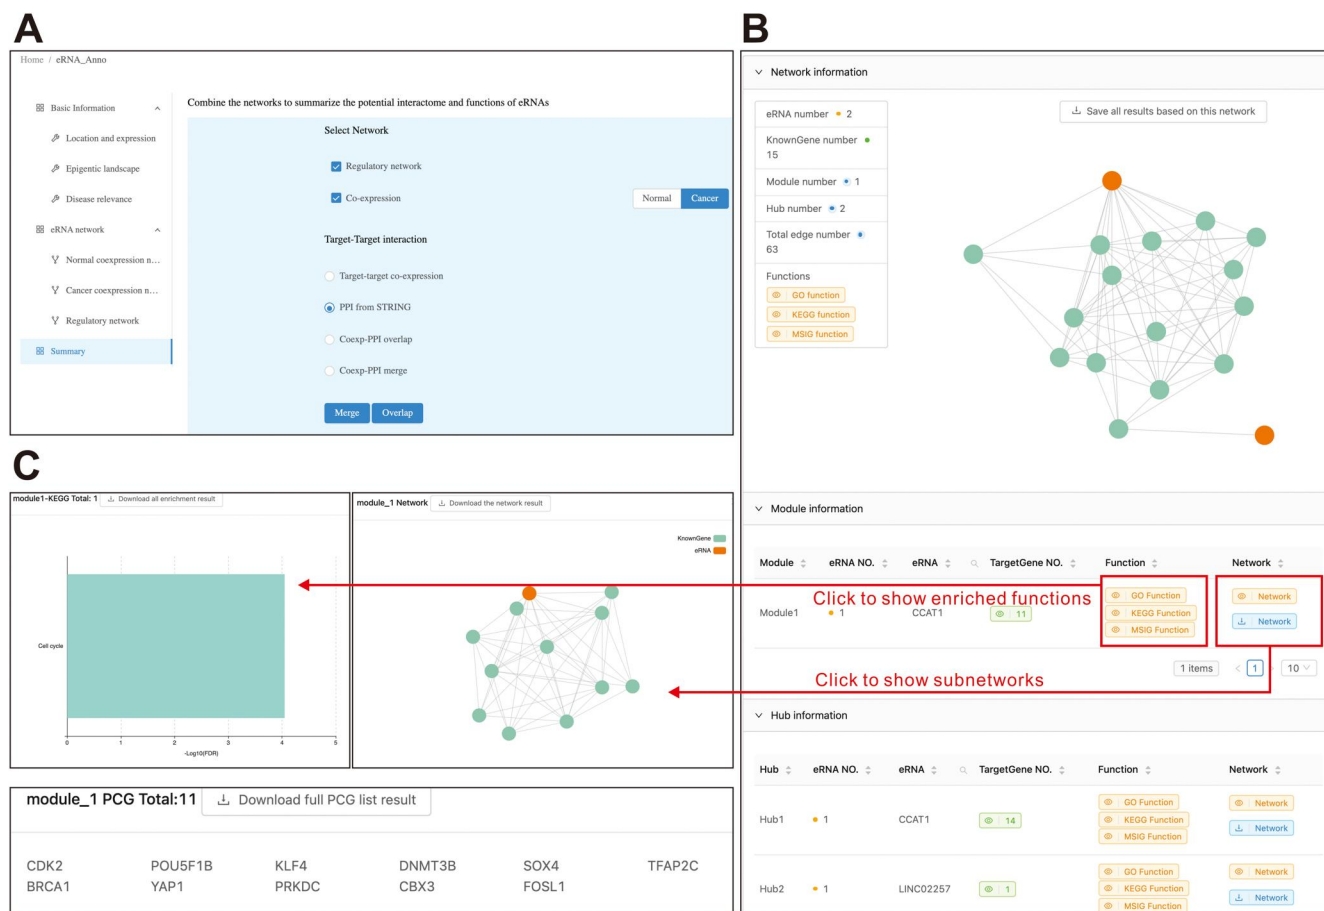 A
Home / eRNA_Anno
Basic Information
Location and expression
Epigentic landscape
Disease relevance
eRNA network
Normal coexpression n...
Cancer coexpression n...
Regulatory network
Summary
Combine the networks to summarize the potential interactome and functions of eRNAs
Select Network
Regulatory network
Co-expression
Normal Cancer
Target-Target interaction
Target-target co-expression
PPI from STRING
Coexp-PPI overlap
Coexp-PPI merge
Merge Overlap
B
Network information
eRNA number 2
KnownGene number
15
Module number 1
Hub number 2
Total edge number
63
Functions
GO function
KEGG function
MSIG function
Save all results based on this network
Module information
Module eRNA NO. eRNA TargetGene NO. Function Network
Module1 1 CCAT1 11
GO Function
KEGG Function
MSIG Function
Network
Network
Click to show enriched functions
1 items < 1 > 10
Click to show subnetworks
Hub information
Hub eRNA NO. eRNA TargetGene NO. Function Network
Hub1 1 CCAT1 14
GO Function
KEGG Function
MSIG Function
Network
Network
Hub2 1 LINC02257 1
GO Function
KEGG Function
MSIG Function
Network
Network
C
module1-KEGG Total: 1 Download all enrichment result
Cell cycle
0 1 2 3 4 5
-Log10(FDR)
module_1 Network Download the network result
KnownGene
eRNA
module_1 PCG Total:11 Download full PCG list result
CDK2 POU5F1B KLF4 DNMT3B SOX4 TFAP2C
BRCA1 YAP1 PRKDC CBX3 FOSL1